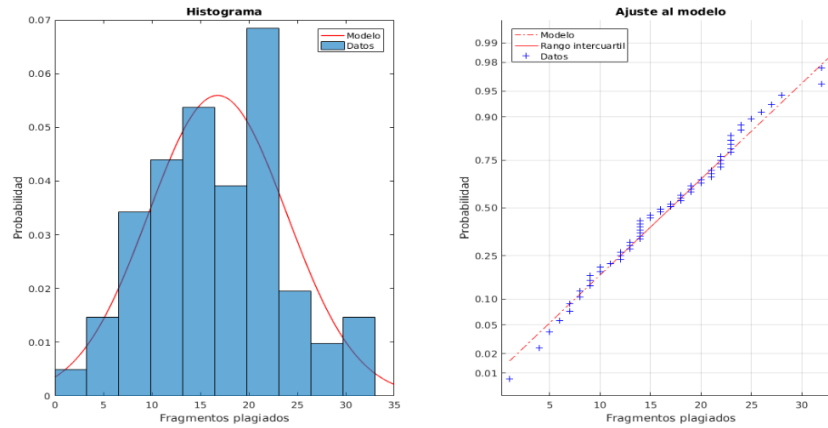 Histograma
Modelo
Datos
Probabilidad
0.07
0.06
0.05
0.04
0.03
0.02
0.01
0
0 5 10 15 20 25 30 35
Fragmentos plagiados
Ajuste al modelo
Modelo
Rango intercuartil
Datos
Probabilidad
0.99
0.98
0.95
0.90
0.75
0.50
0.25
0.10
0.05
0.02
0.01
5 10 15 20 25 30
Fragmentos plagiados